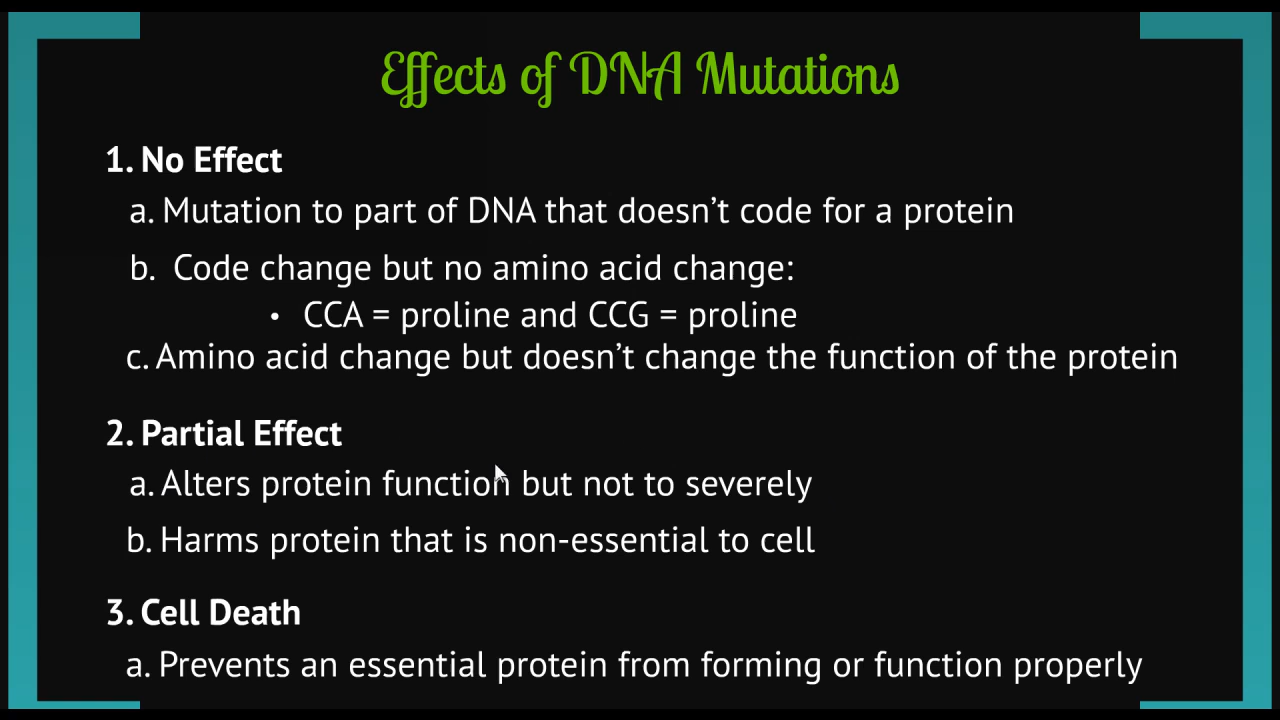 Effects of DNA Mutations
1. No Effect
a. Mutation to part of DNA that doesn’t code for a protein
b. Code change but no amino acid change:
• CCA = proline and CCG = proline
c. Amino acid change but doesn’t change the function of the protein
2. Partial Effect
a. Alters protein function but not to severely
b. Harms protein that is non-essential to cell
3. Cell Death
a. Prevents an essential protein from forming or function properly